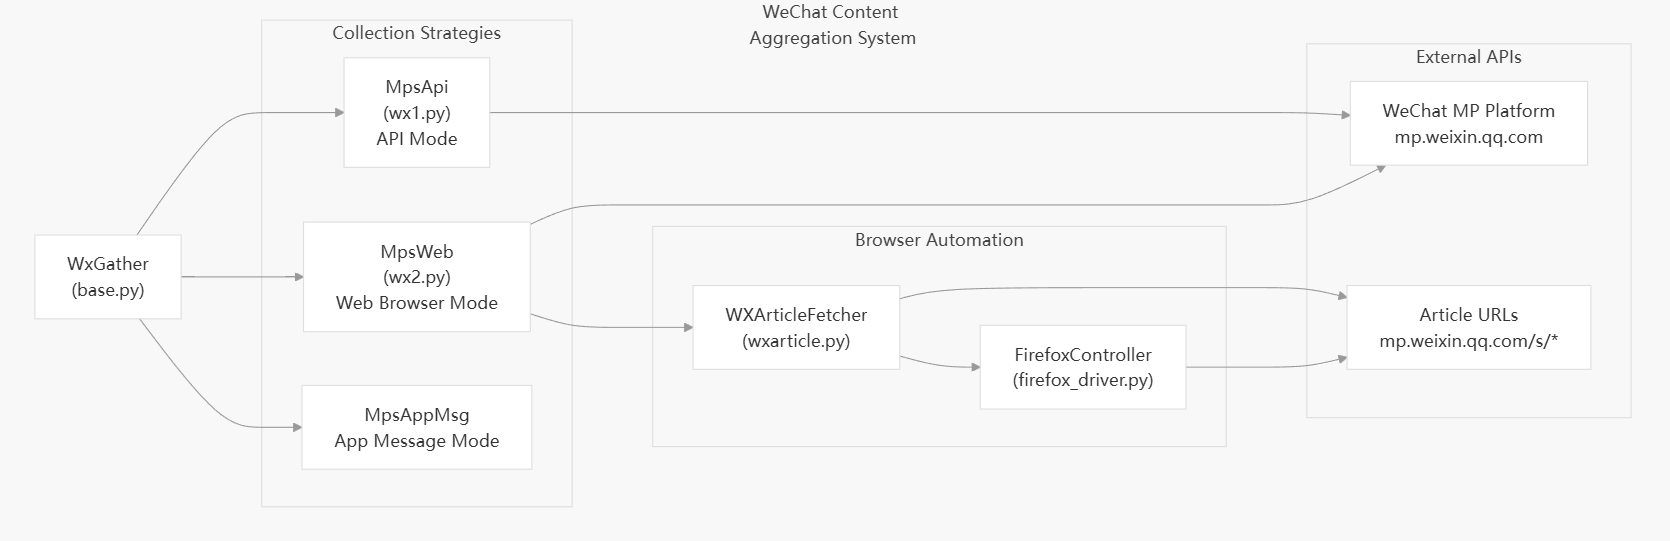 WeChat Content
Aggregation System
Collection Strategies
MpsApi
(wx1.py)
API Mode
WxGather
(base.py)
MpsWeb
(wx2.py)
Web Browser Mode
MpsAppMsg
App Message Mode
Browser Automation
WXArticleFetcher
(wxarticle.py)
FirefoxController
(firefox_driver.py)
External APIs
WeChat MP Platform
mp.weixin.qq.com
Article URLs
mp.weixin.qq.com/s/*